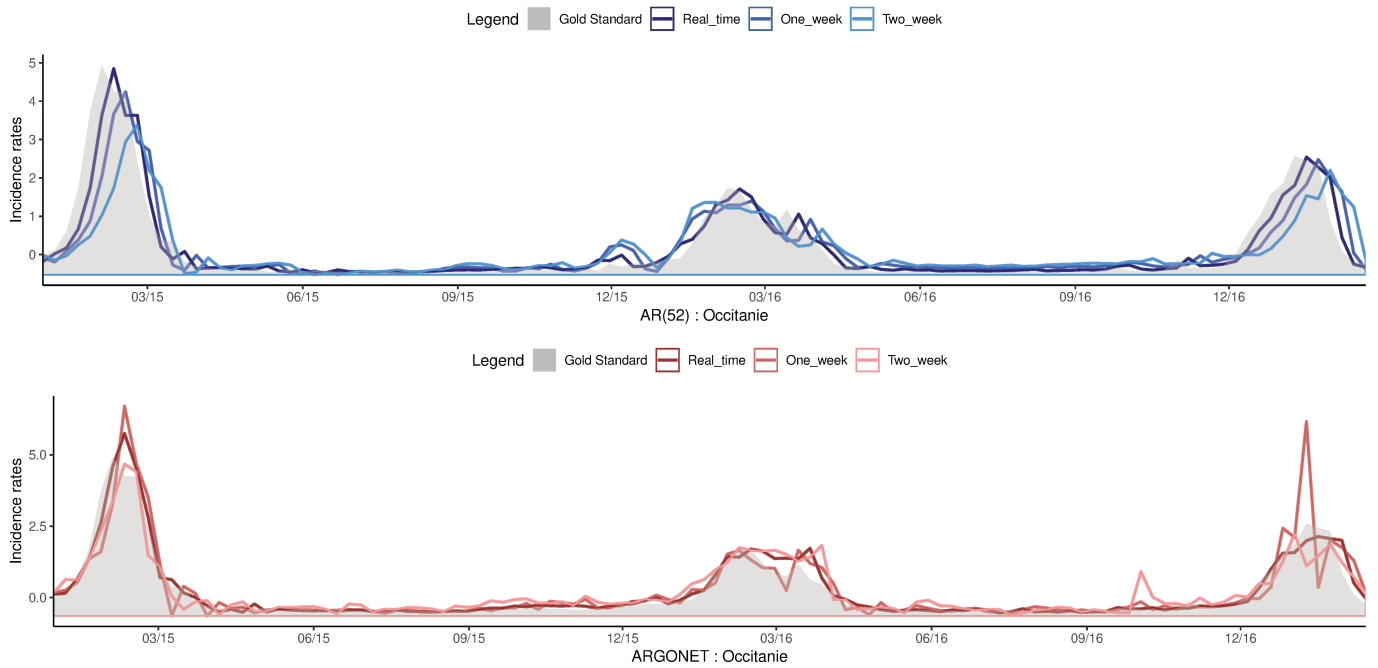 Legend Gold Standard Real_time One_week Two_week
Incidence rates
5
4
3
2
1
0
03/15 06/15 09/15 12/15 03/16 06/16 09/16 12/16
AR(52) : Occitanie
Legend Gold Standard Real_time One_week Two_week
Incidence rates
5.0
2.5
0.0
03/15 06/15 09/15 12/15 03/16 06/16 09/16 12/16
ARGONET : Occitanie